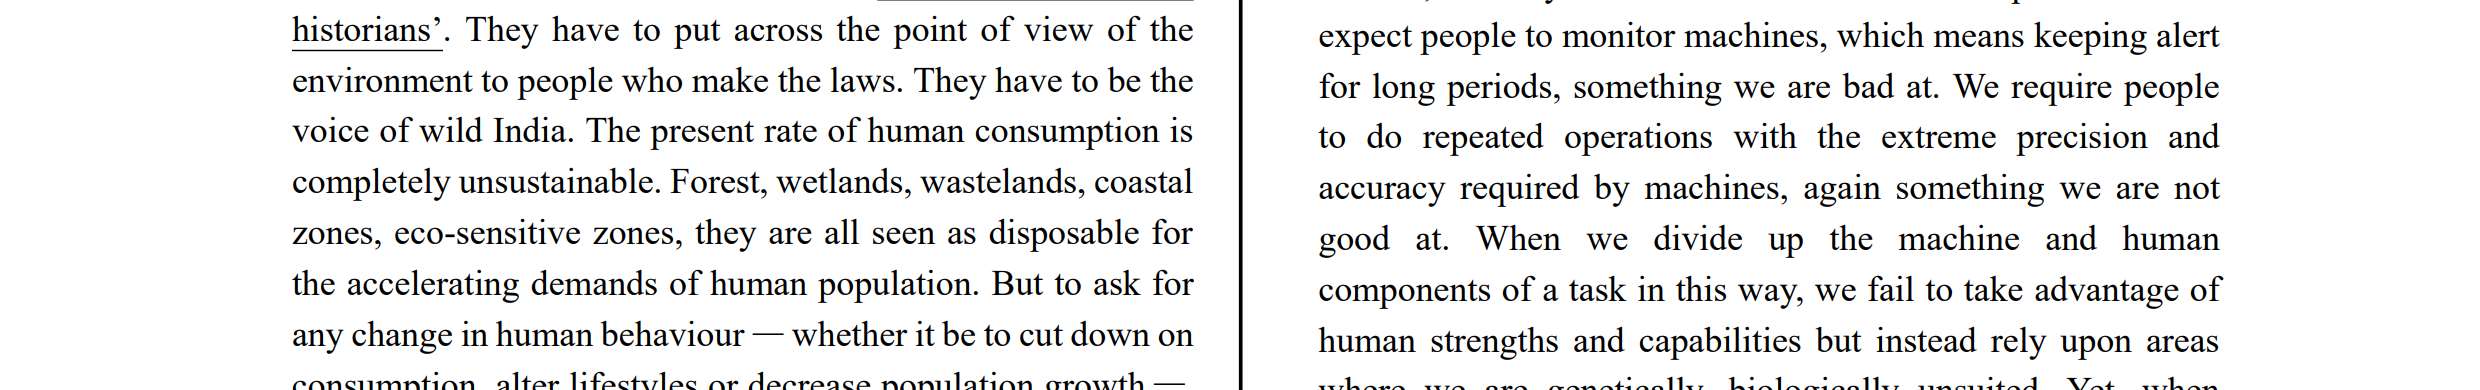 historians’. They have to put across the point of view of the
environment to people who make the laws. They have to be the
voice of wild India. The present rate of human consumption is
completely unsustainable. Forest, wetlands, wastelands, coastal
zones, eco-sensitive zones, they are all seen as disposable for
the accelerating demands of human population. But to ask for
any change in human behaviour — whether it be to cut down on
consumption, alter lifestyles or decrease population growth —
expect people to monitor machines, which means keeping alert
for long periods, something we are bad at. We require people
to do repeated operations with the extreme precision and
accuracy required by machines, again something we are not
good at. When we divide up the machine and human
components of a task in this way, we fail to take advantage of
human strengths and capabilities but instead rely upon areas
where we are genetically, biologically unsuited. Yet, when